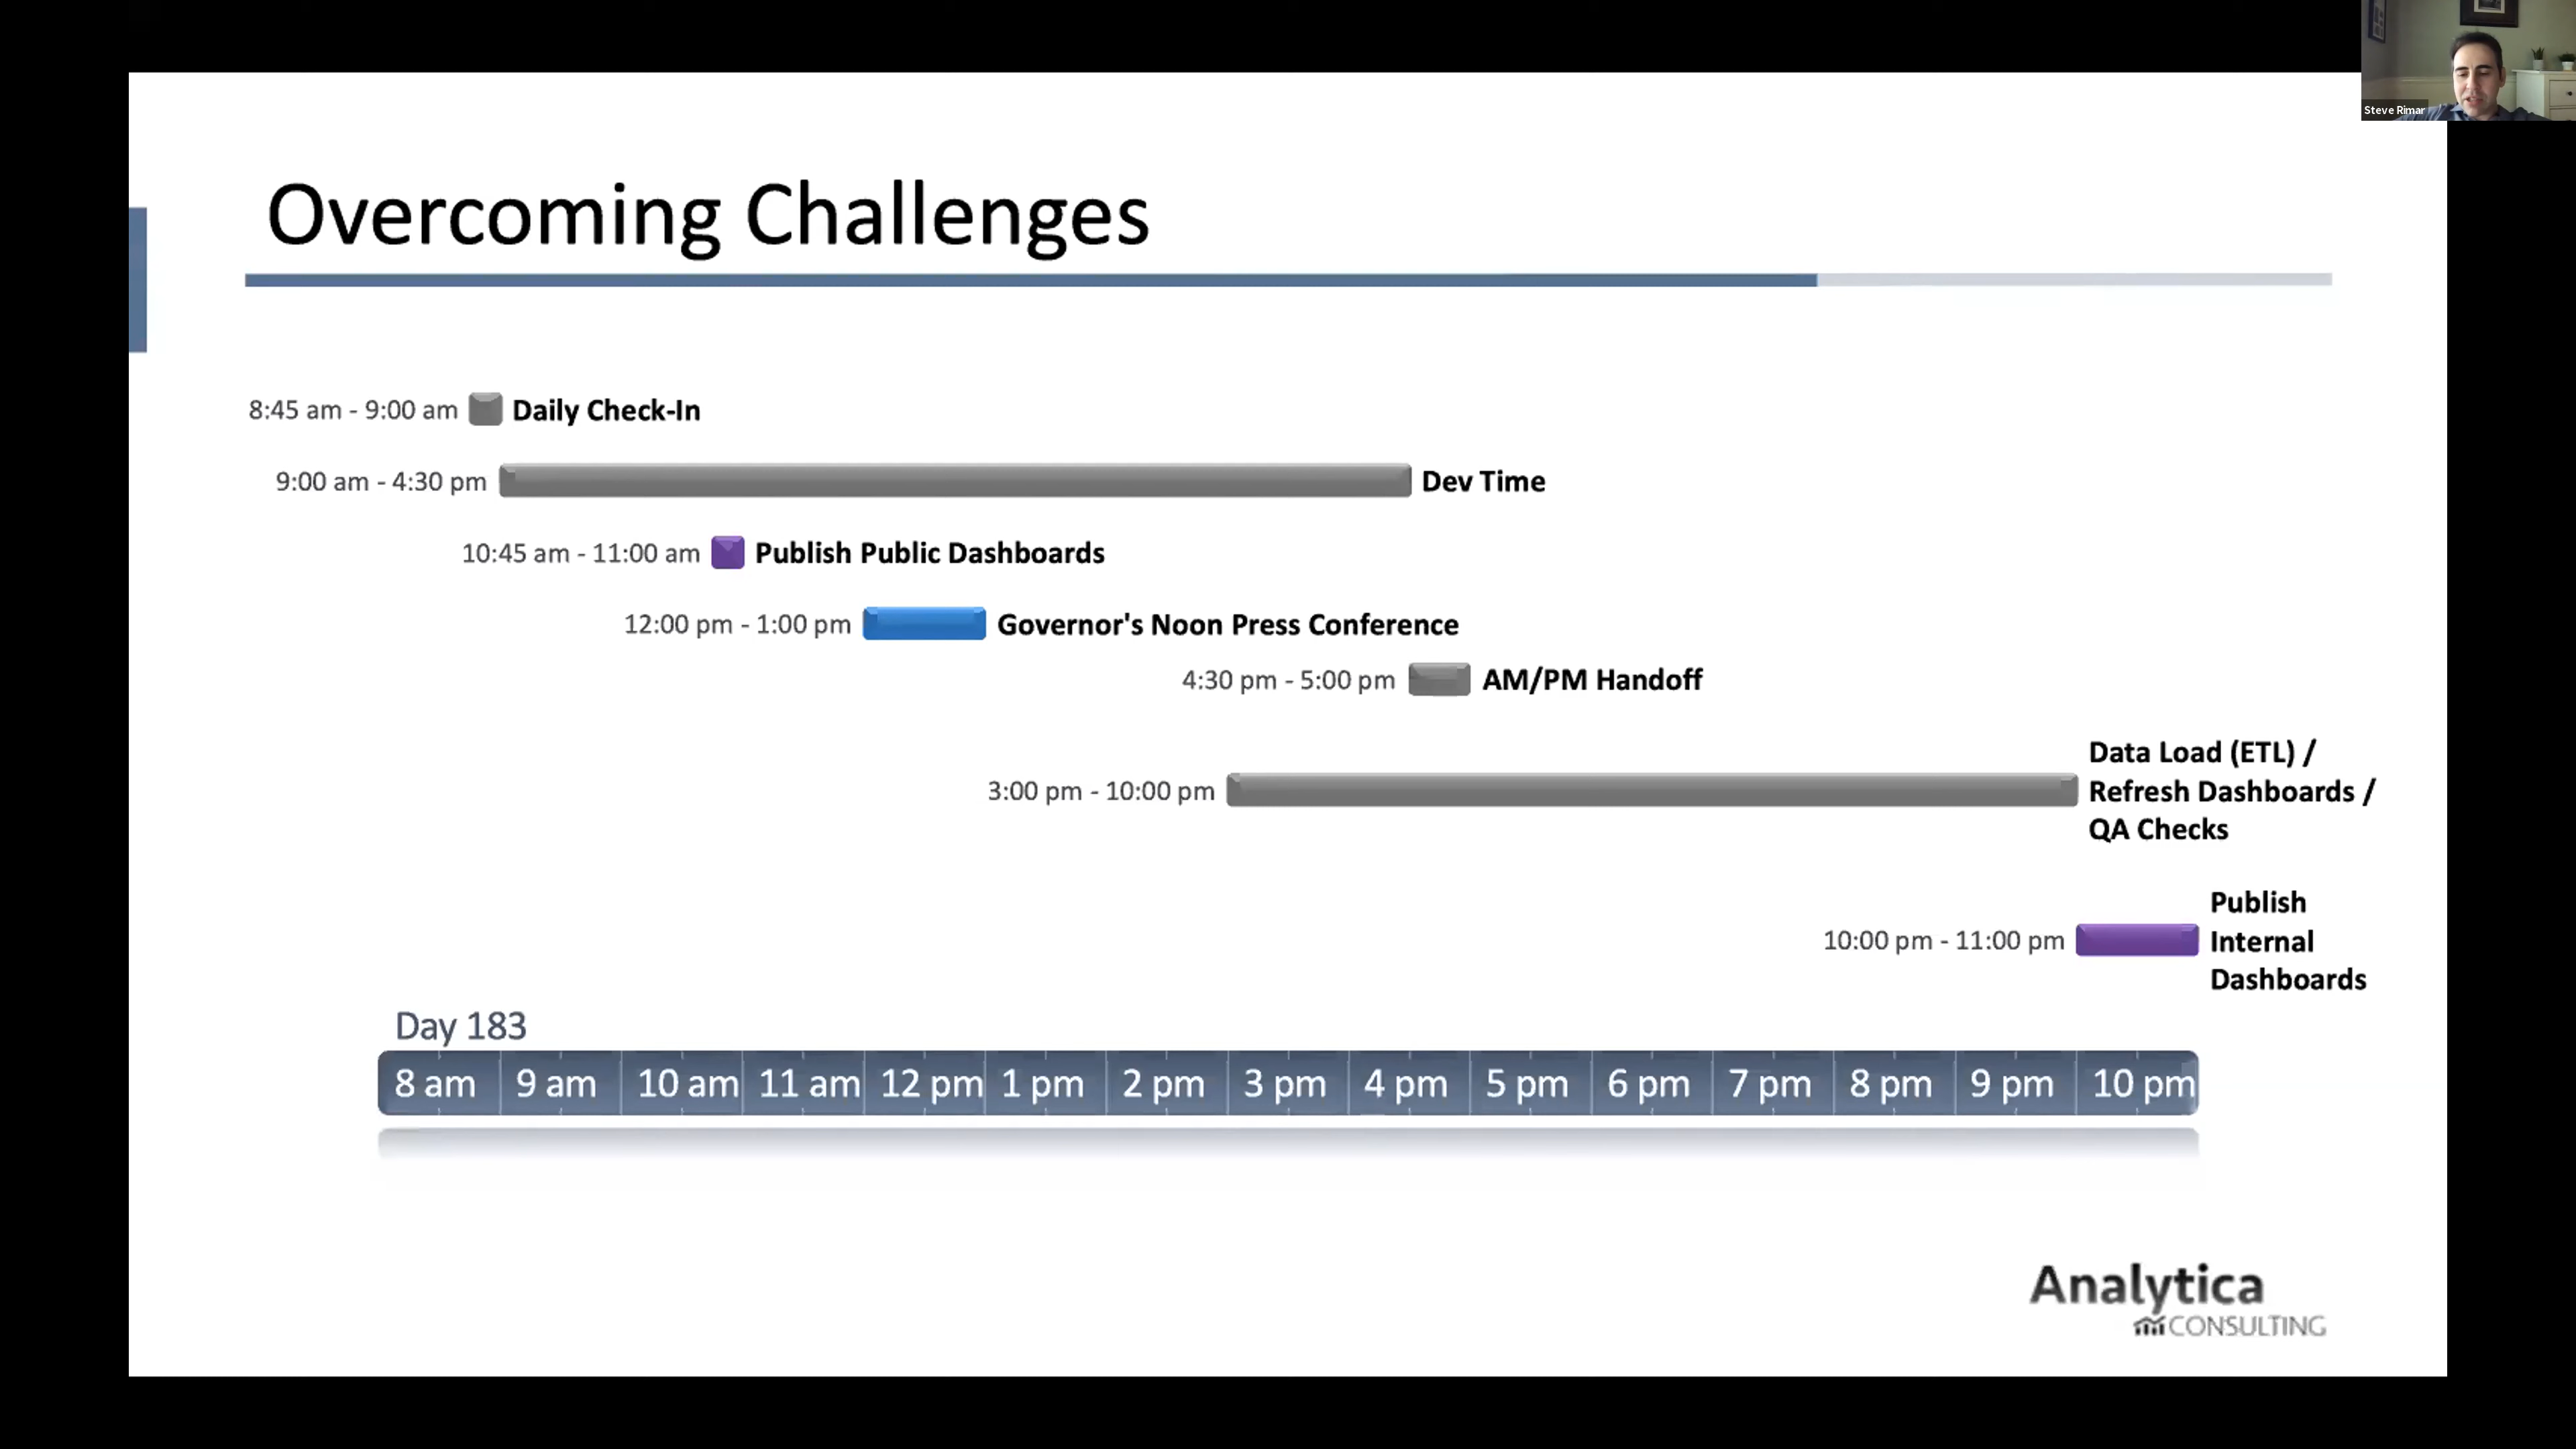 Steve Rimar
Overcoming Challenges
8:45 am - 9:00 am Daily Check-In
9:00 am - 4:30 pm Dev Time
10:45 am - 11:00 am Publish Public Dashboards
12:00 pm - 1:00 pm Governor's Noon Press Conference
4:30 pm - 5:00 pm AM/PM Handoff
3:00 pm - 10:00 pm
Data Load (ETL) /
Refresh Dashboards /
QA Checks
10:00 pm - 11:00 pm
Publish
Internal
Dashboards
Day 183
8 am 9 am 10 am 11 am 12 pm 1 pm 2 pm 3 pm 4 pm 5 pm 6 pm 7 pm 8 pm 9 pm 10 pm
Analytica
CONSULTING